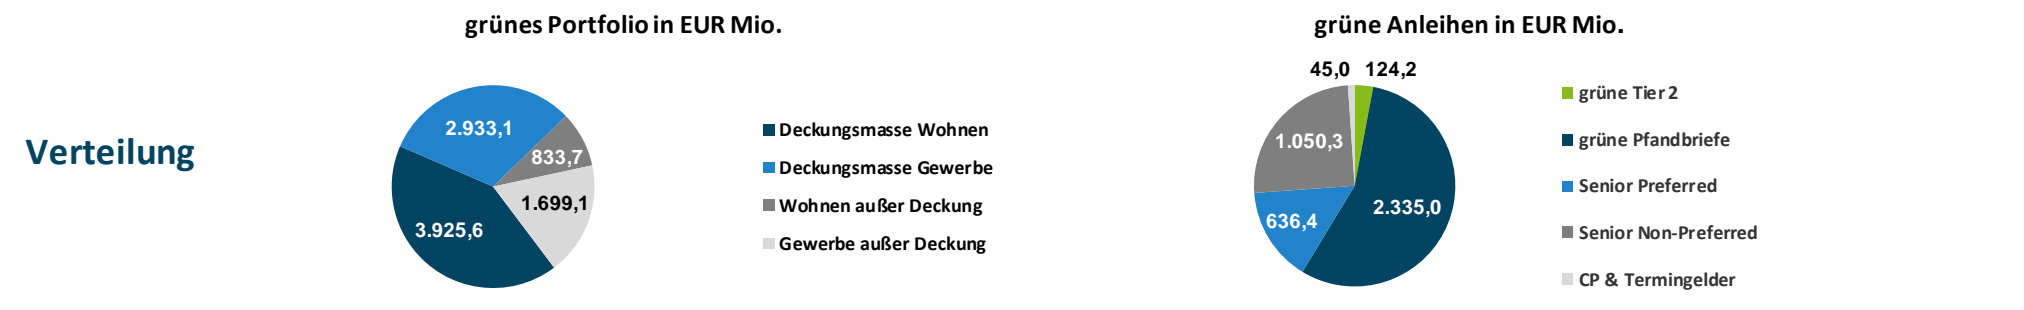 grünes Portfolio in EUR Mio.
grüne Anleihen in EUR Mio.
Verteilung
2.933,1
833,7
1.699,1
3.925,6
Deckungsmasse Wohnen
Deckungsmasse Gewerbe
Wohnen außer Deckung
Gewerbe außer Deckung
45,0
124,2
1.050,3
636,4
2.335,0
grüne Tier 2
grüne Pfandbriefe
Senior Preferred
Senior Non-Preferred
CP & Termingelder